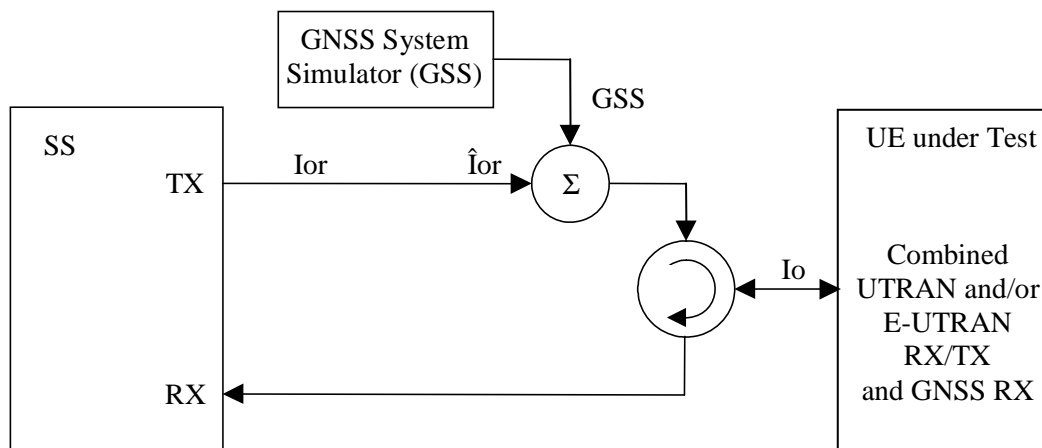 GNSS System
Simulator (GSS)
GSS
SS
TX
Ior
Îor
Σ
UE under Test
Io
Combined
UTRAN and/or
E-UTRAN
RX/TX
and GNSS RX
RX